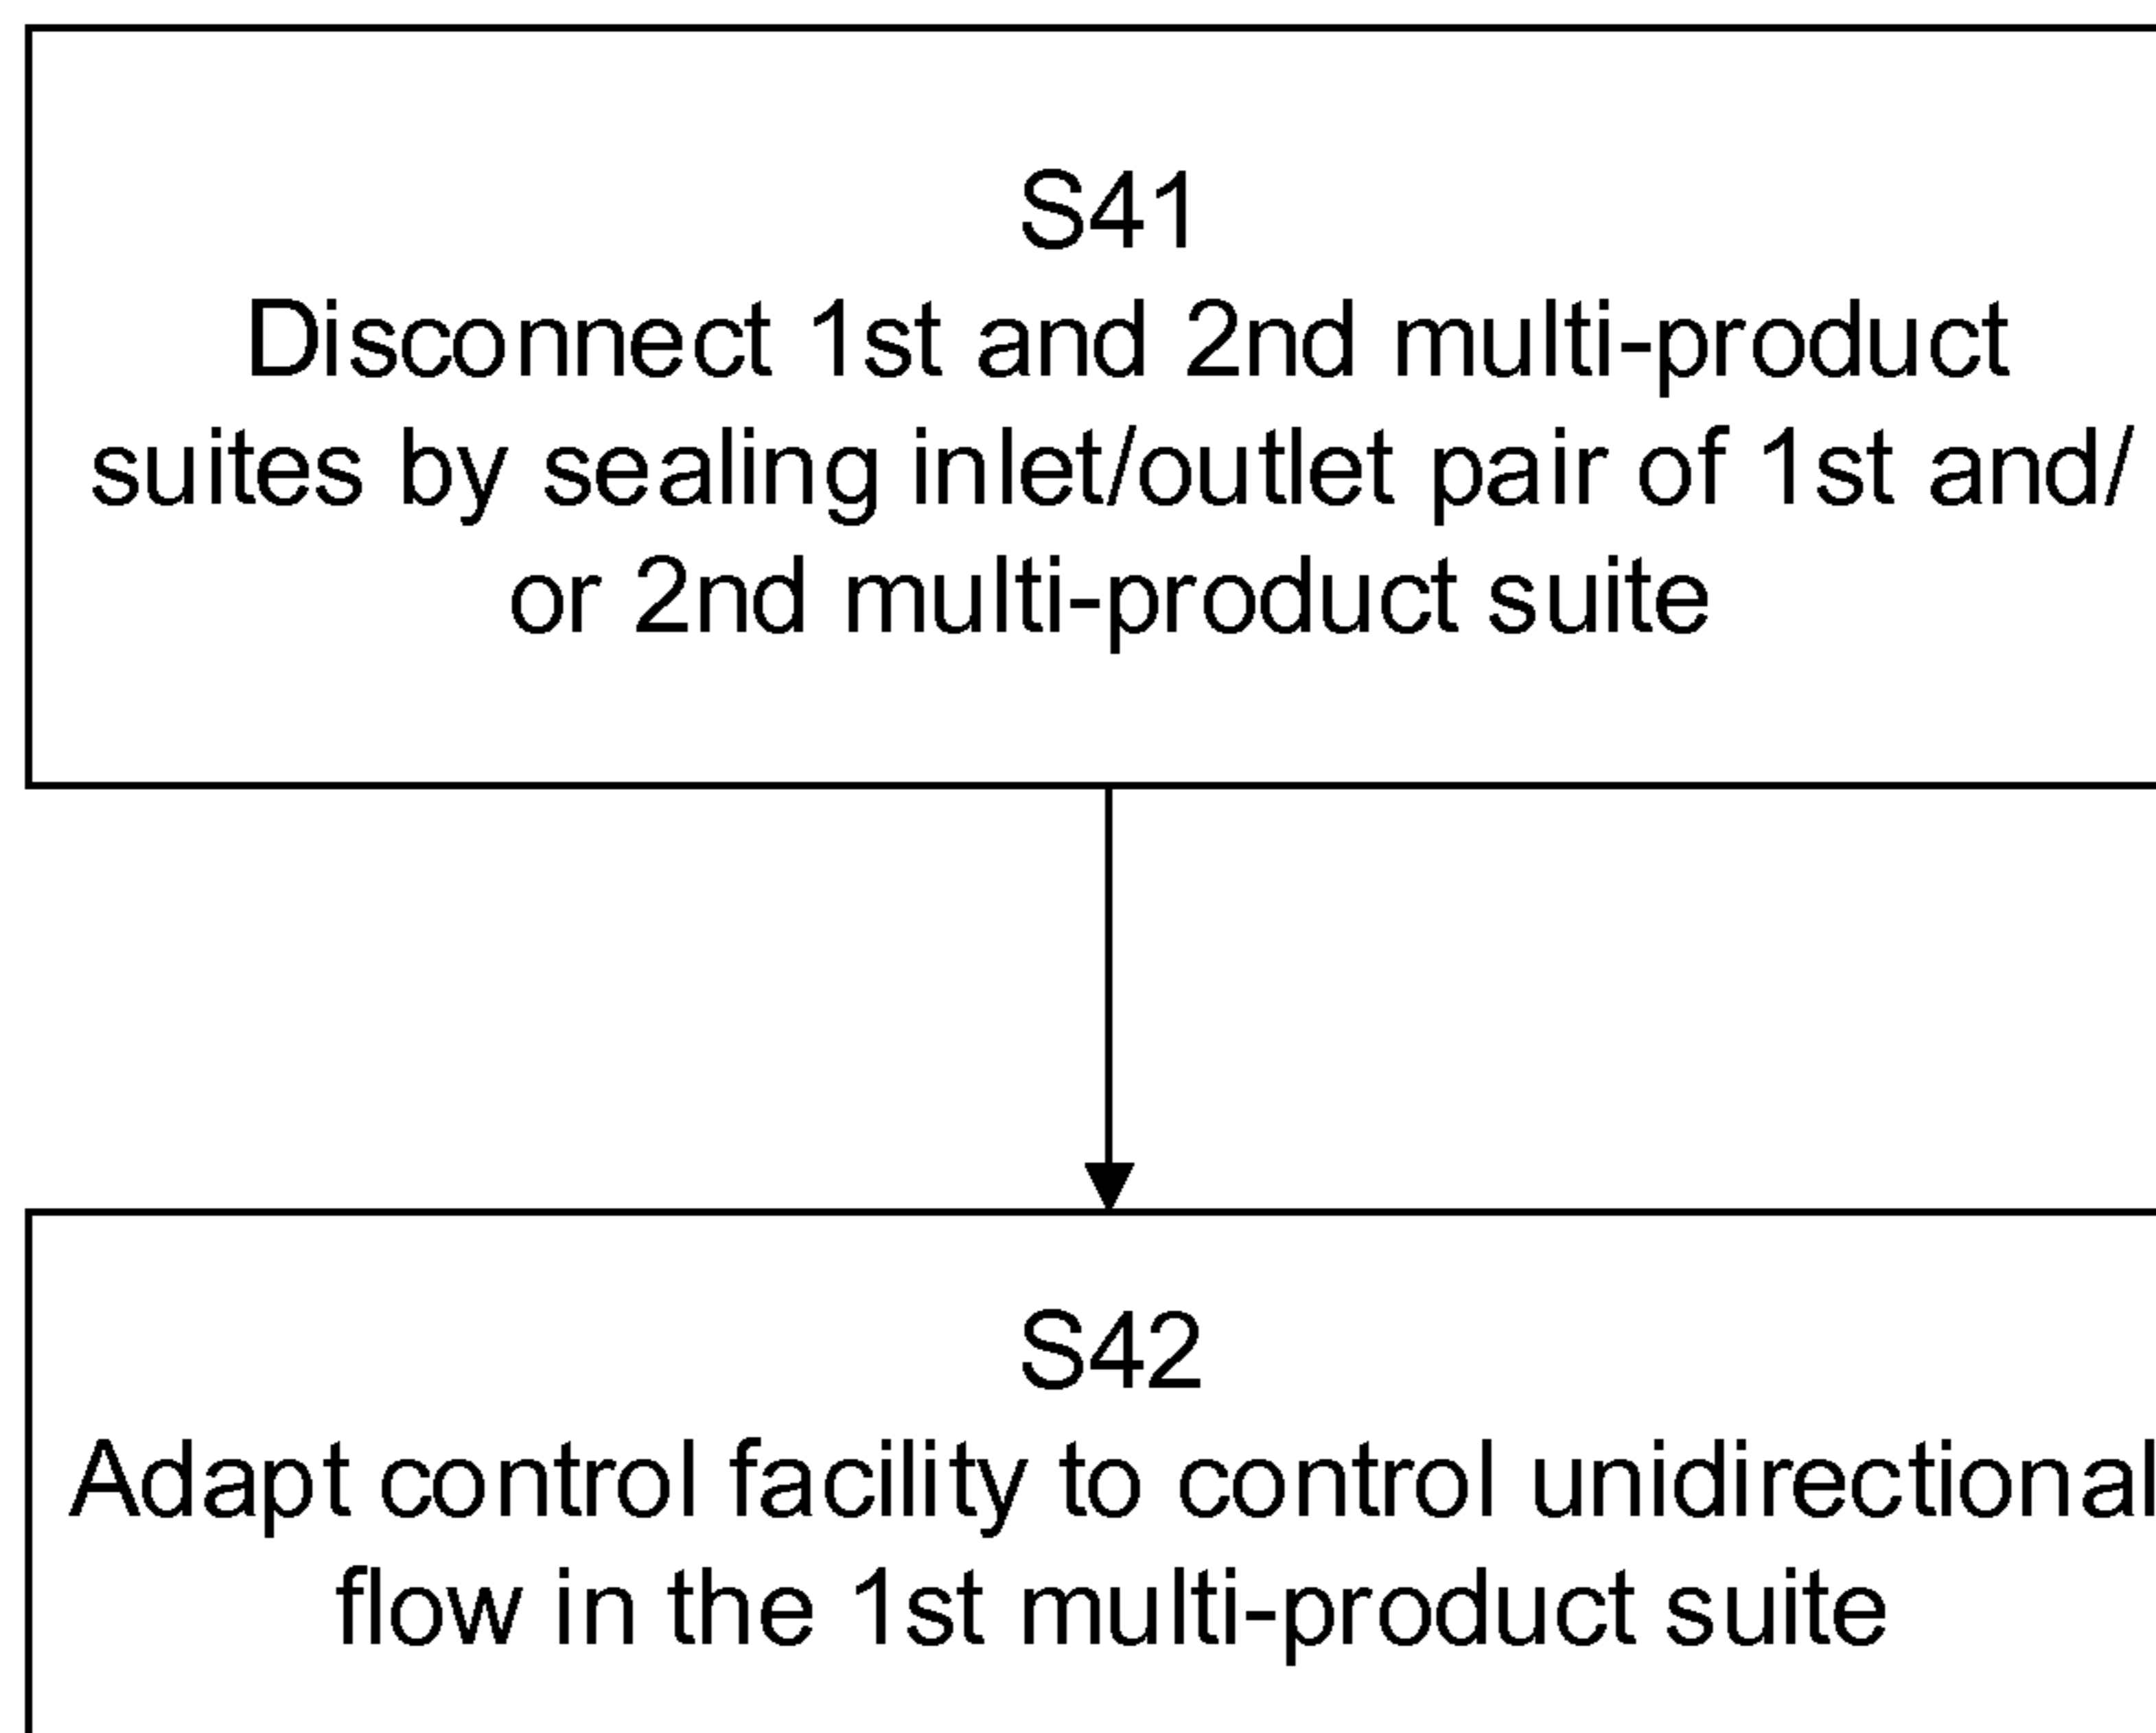 S41
Disconnect 1st and 2nd multi-product
suites by sealing inlet/outlet pair of 1st and/
or 2nd multi-product suite
S42
Adapt control facility to control unidirectional
flow in the 1st multi-product suite